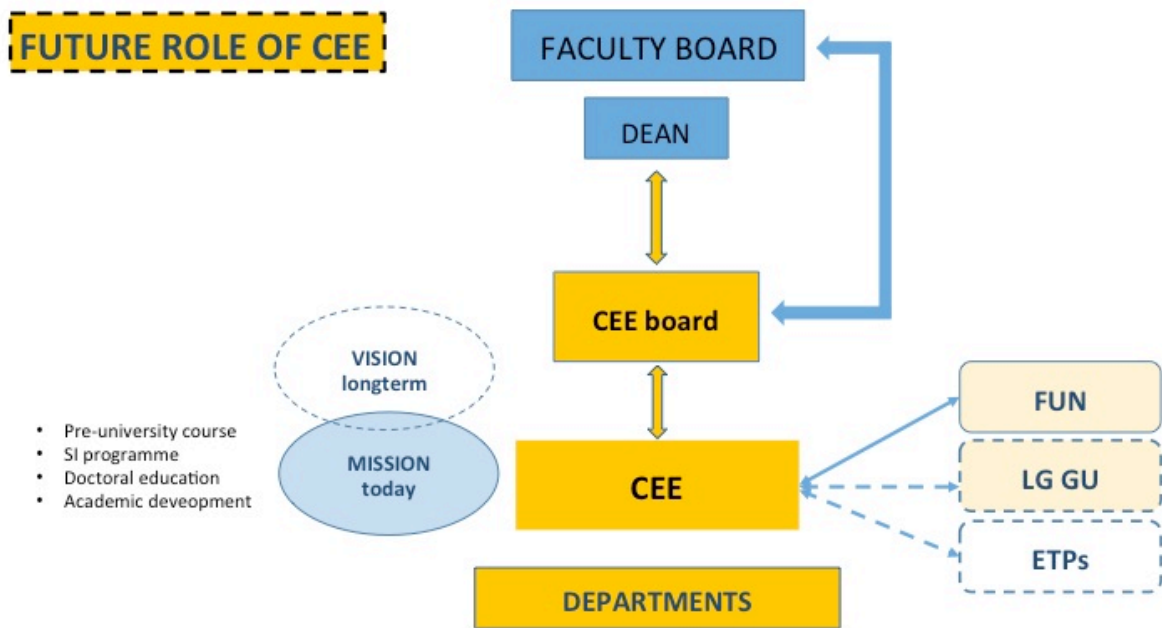 FUTURE ROLE OF CEE
FACULTY BOARD
DEAN
CEE board
VISION
longterm
MISSION
today
• Pre-university course
• SI programme
• Doctoral education
• Academic deveopment
CEE
FUN
LG GU
ETPs
DEPARTMENTS